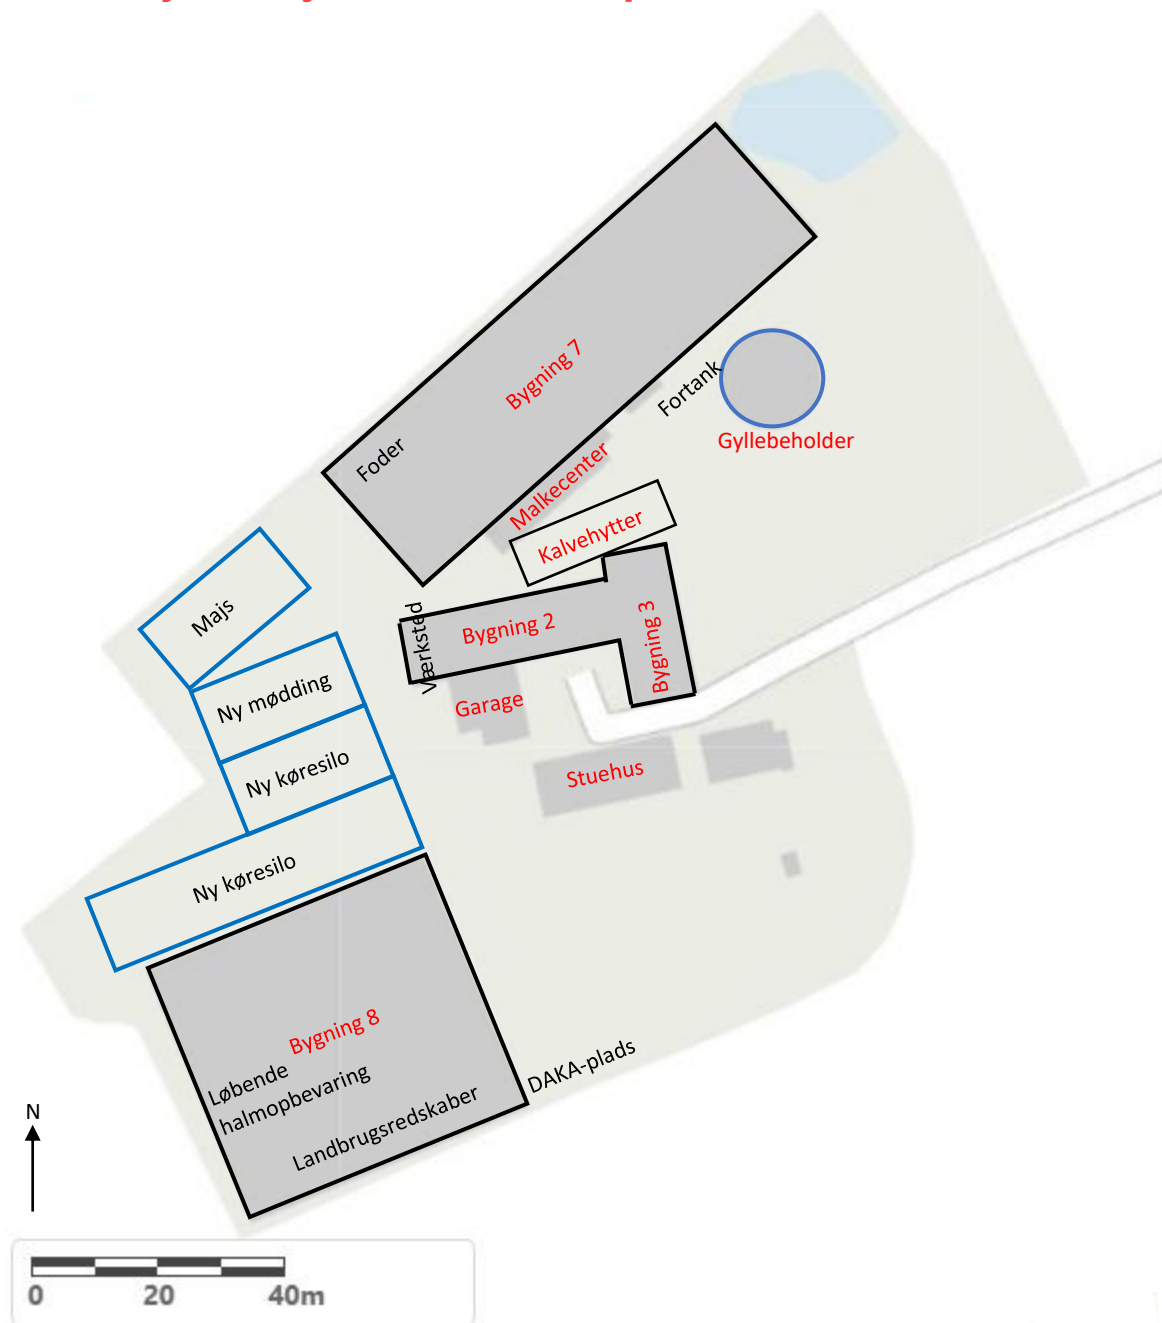 Bygning 7
Foder
Fortank
Gyllebeholder
Malkecenter
Kalvehytter
Majs
Værksted
Bygning 2
Bygning 3
Ny mødding
Garage
Ny køresilo
Stuehus
Ny køresilo
Bygning 8
Løbende
halmopbevaring
DAKA-plads
Landbrugsredskaber
N
0 20 40m